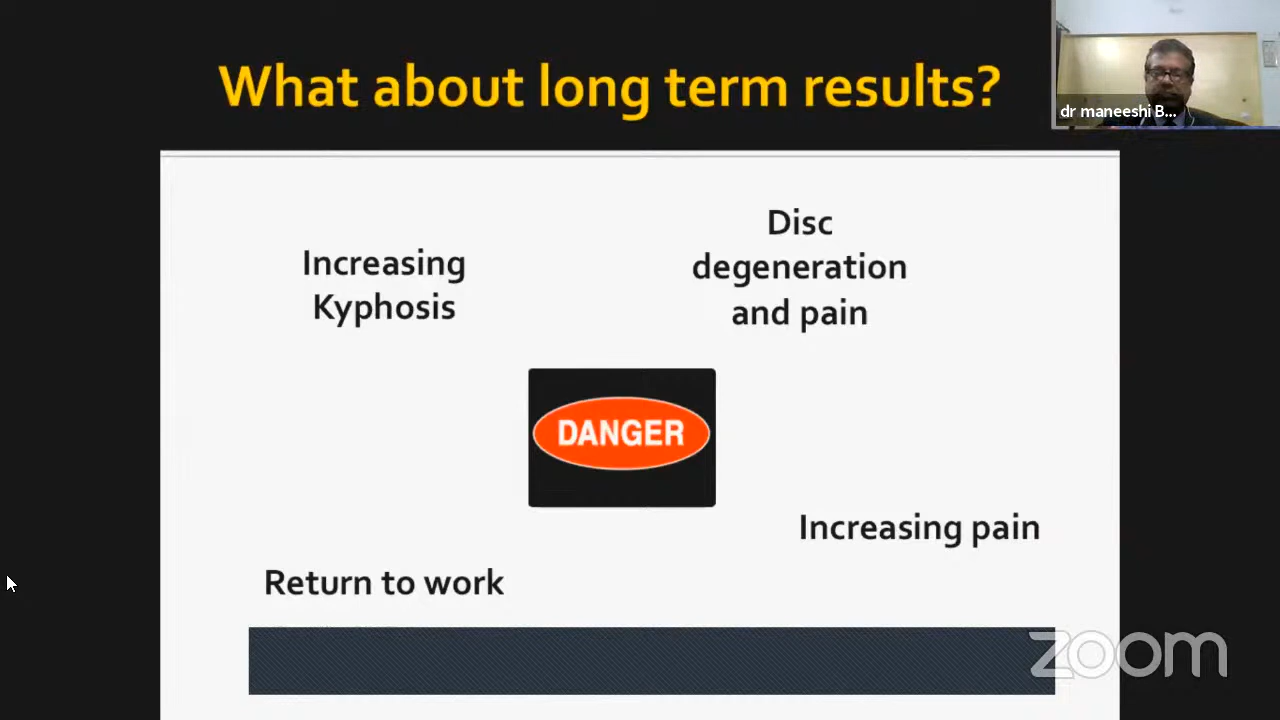 What about long term results?
dr maneeshi B...
Increasing
Kyphosis
Disc
degeneration
and pain
DANGER
Increasing pain
Return to work
zoom